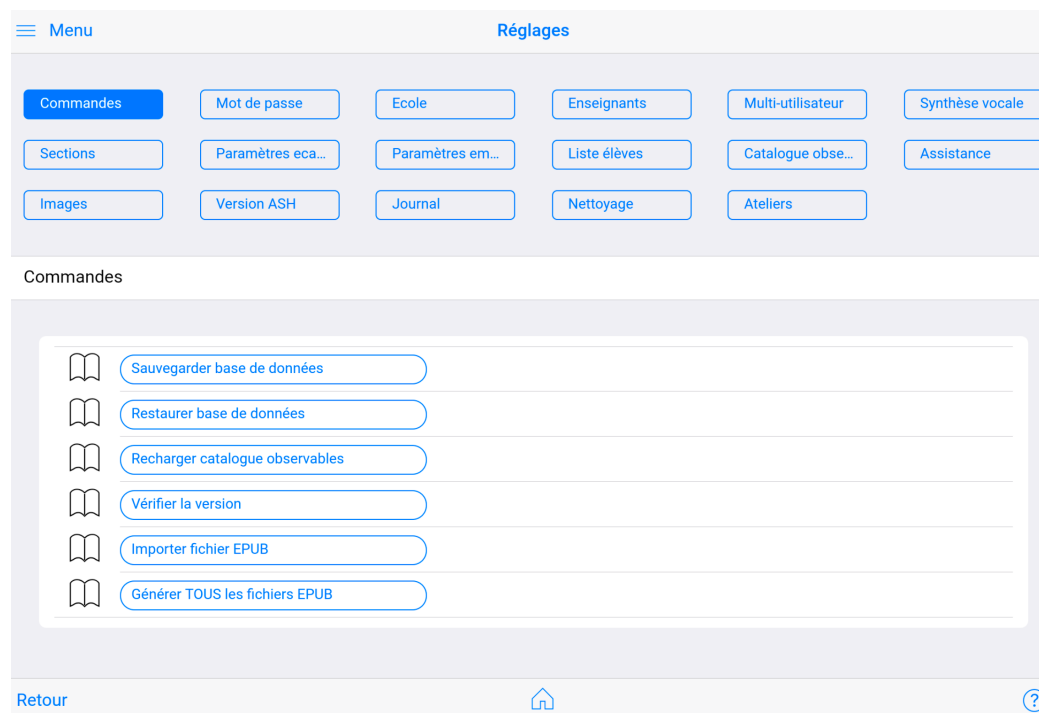 Menu
Réglages
Commandes
Mot de passe
Ecole
Enseignants
Multi-utilisateur
Synthèse vocale
Sections
Paramètres eca...
Paramètres em...
Liste élèves
Catalogue obse...
Assistance
Images
Version ASH
Journal
Nettoyage
Ateliers
Commandes
Sauvegarder base de données
Restaurer base de données
Recharger catalogue observables
Vérifier la version
Importer fichier EPUB
Générer TOUS les fichiers EPUB
Retour
?